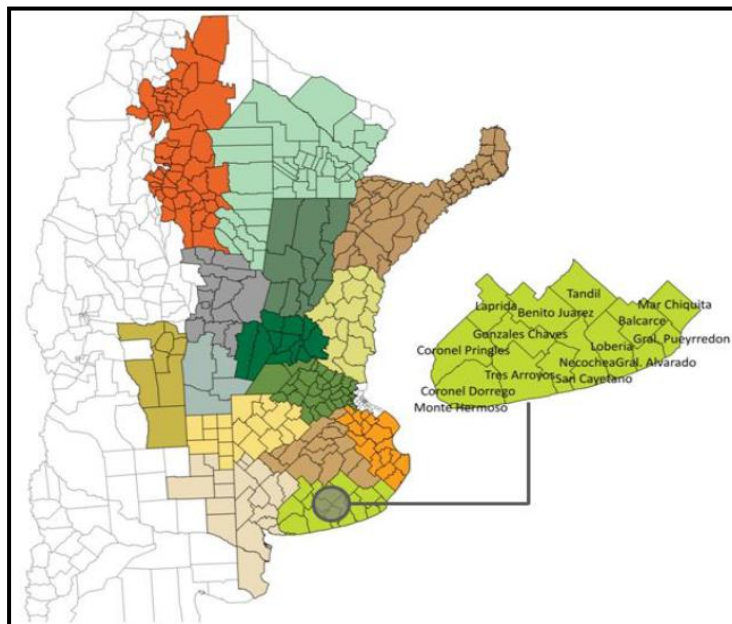 Tandil
Laprida
Mar Chiquita
Benito Juárez
Balcarce
Gonzales Chaves
Gral. Pueyrredon
Loberia
Coronel Pringles
Necochea
Gral. Alvarado
Tres Arroyos
San Cayetano
Coronel Dorrego
Monte Hermoso